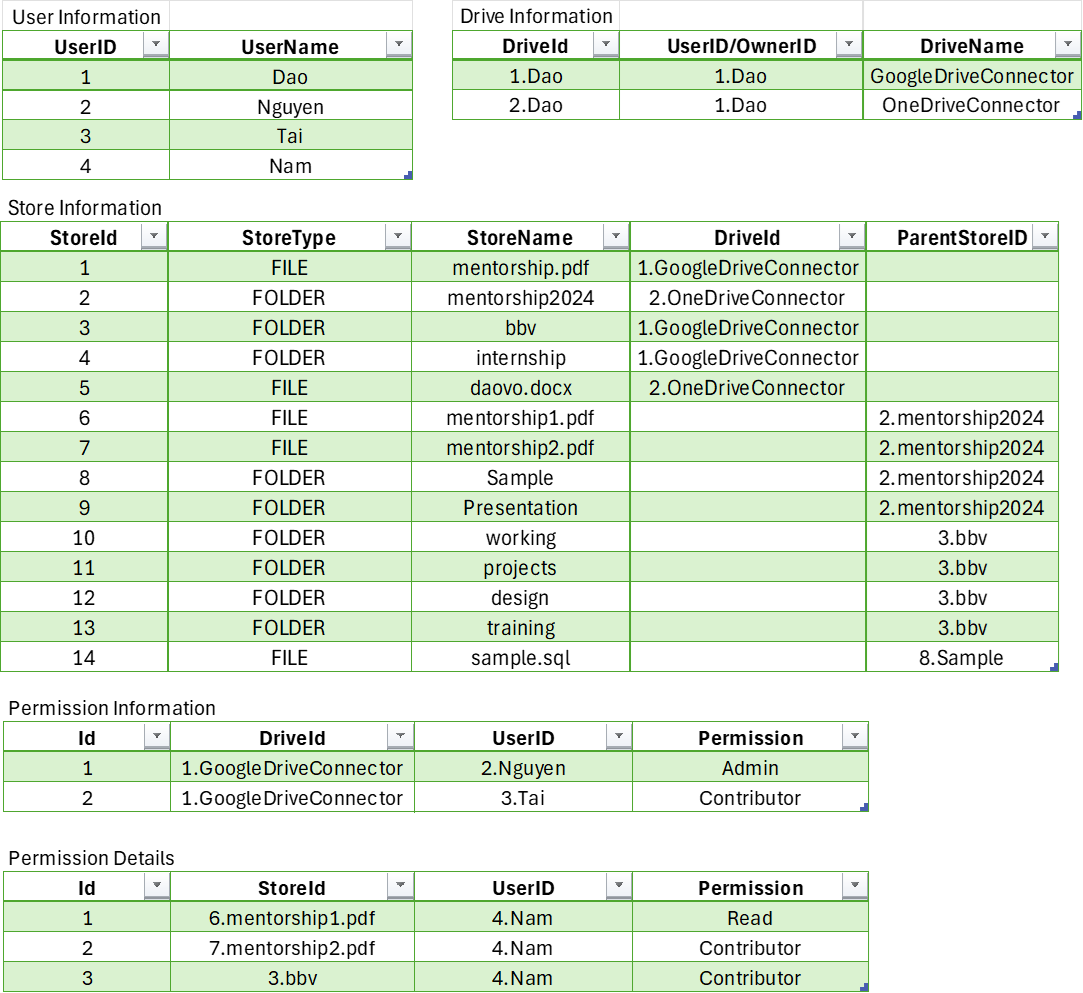 User Information
UserID UserName
1 Dao
2 Nguyen
3 Tai
4 Nam
Drive Information
DriveId UserID/OwnerID DriveName
1.Dao 1.Dao GoogleDriveConnector
2.Dao 1.Dao OneDriveConnector
Store Information
StoreId StoreType StoreName DriveId ParentStoreID
1 FILE mentorship.pdf 1.GoogleDriveConnector
2 FOLDER mentorship2024 2.OneDriveConnector
3 FOLDER bbv 1.GoogleDriveConnector
4 FOLDER internship 1.GoogleDriveConnector
5 FILE daovo.docx 2.OneDriveConnector
6 FILE mentorship1.pdf 2.mentorship2024
7 FILE mentorship2.pdf 2.mentorship2024
8 FOLDER Sample 2.mentorship2024
9 FOLDER Presentation 2.mentorship2024
10 FOLDER working 3.bbv
11 FOLDER projects 3.bbv
12 FOLDER design 3.bbv
13 FOLDER training 3.bbv
14 FILE sample.sql 8.Sample
Permission Information
Id DriveId UserID Permission
1 1.GoogleDriveConnector 2.Nguyen Admin
2 1.GoogleDriveConnector 3.Tai Contributor
Permission Details
Id StoreId UserID Permission
1 6.mentorship1.pdf 4.Nam Read
2 7.mentorship2.pdf 4.Nam Contributor
3 3.bbv 4.Nam Contributor